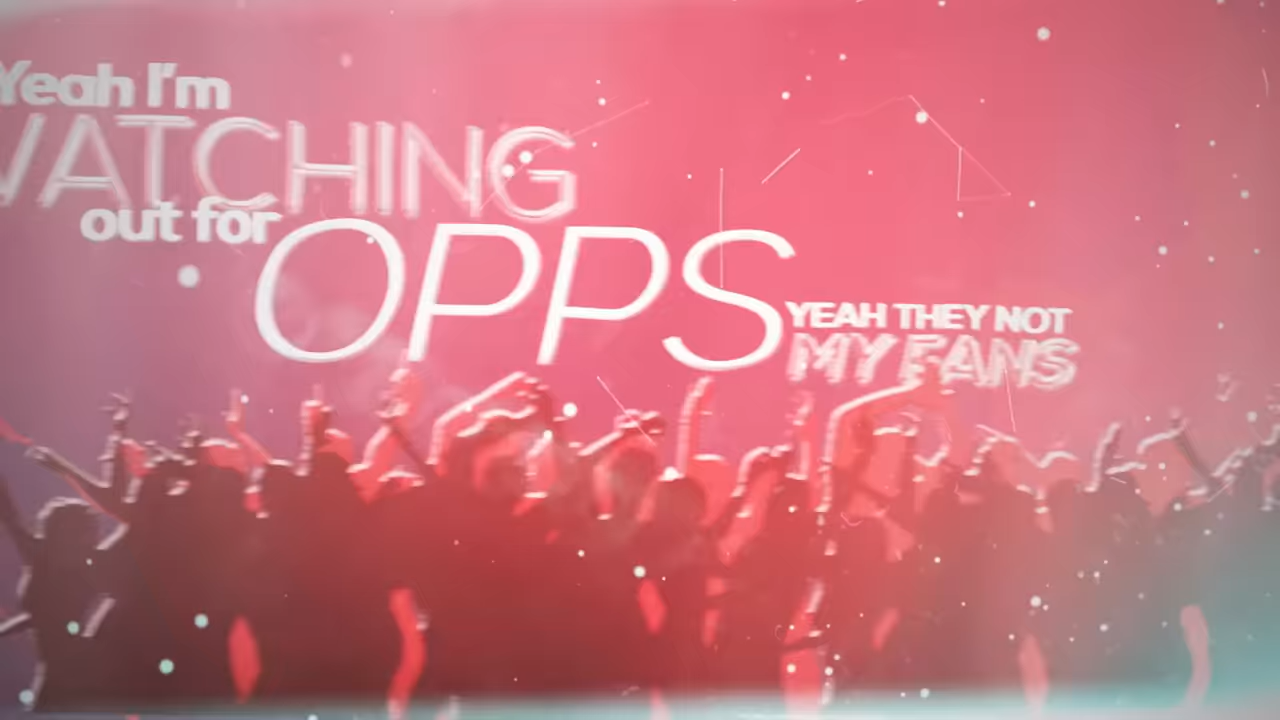 Yeah I'm
WATCHING
out for
OPPS
YEAH THEY NOT
MY FANS